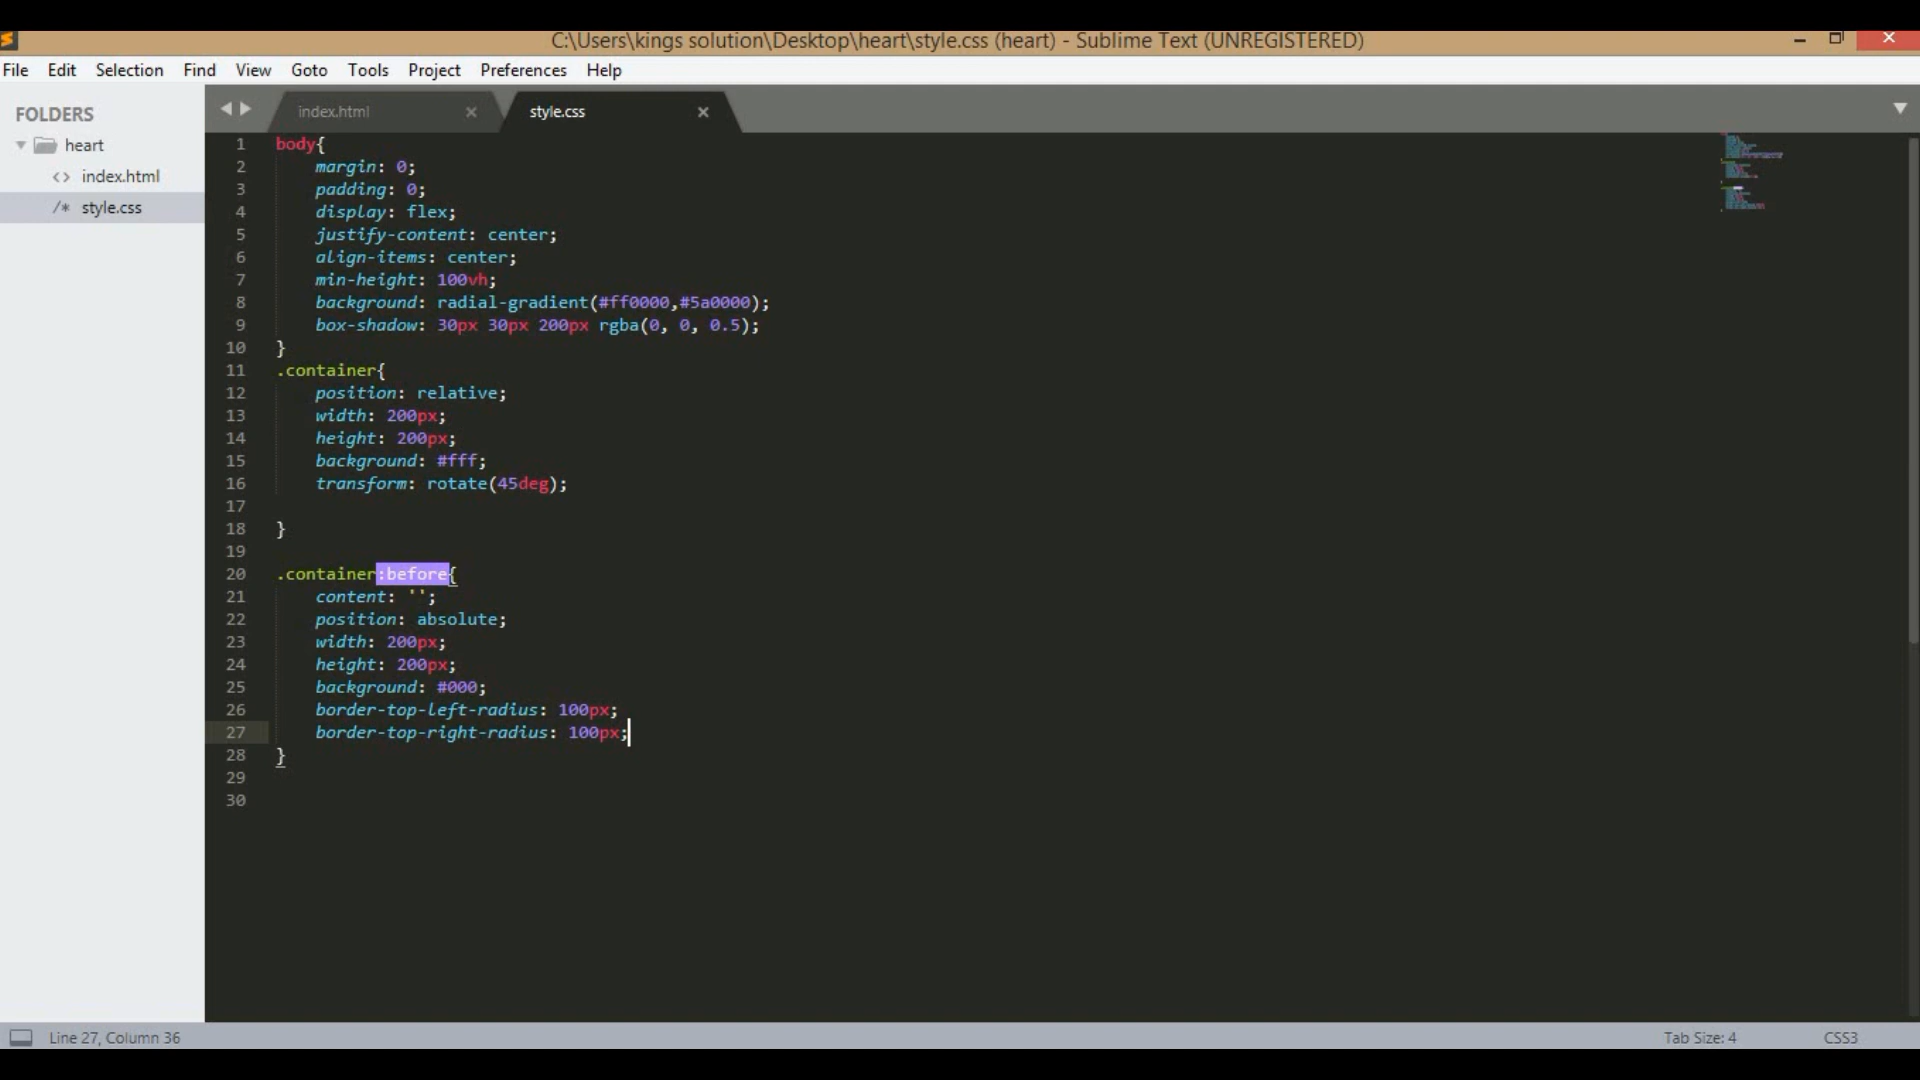 C:\Users\kings solution\Desktop\heart\style.css (heart) - Sublime Text (UNREGISTERED)
File Edit Selection Find View Goto Tools Project Preferences Help
FOLDERS
heart
<> index.html
/* style.css
index.html
style.css
1 body{
2 margin: 0;
3 padding: 0;
4 display: flex;
5 justify-content: center;
6 align-items: center;
7 min-height: 100vh;
8 background: radial-gradient(#ff0000,#5a0000);
9 box-shadow: 30px 30px 200px rgba(0, 0, 0.5);
10 }
11 .container{
12 position: relative;
13 width: 200px;
14 height: 200px;
15 background: #fff;
16 transform: rotate(45deg);
17
18 }
19
20 .container:before{
21 content: '';
22 position: absolute;
23 width: 200px;
24 height: 200px;
25 background: #000;
26 border-top-left-radius: 100px;
27 border-top-right-radius: 100px;
28 }
29
30
Line 27, Column 36
Tab Size: 4
CSS3